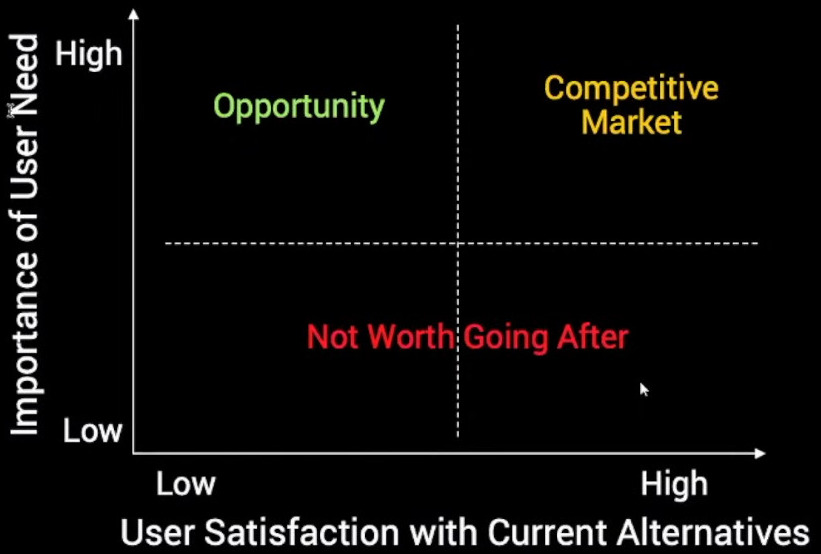 Importance of User Need
High
Opportunity
Competitive
Market
Not Worth Going After
Low
Low
High
User Satisfaction with Current Alternatives